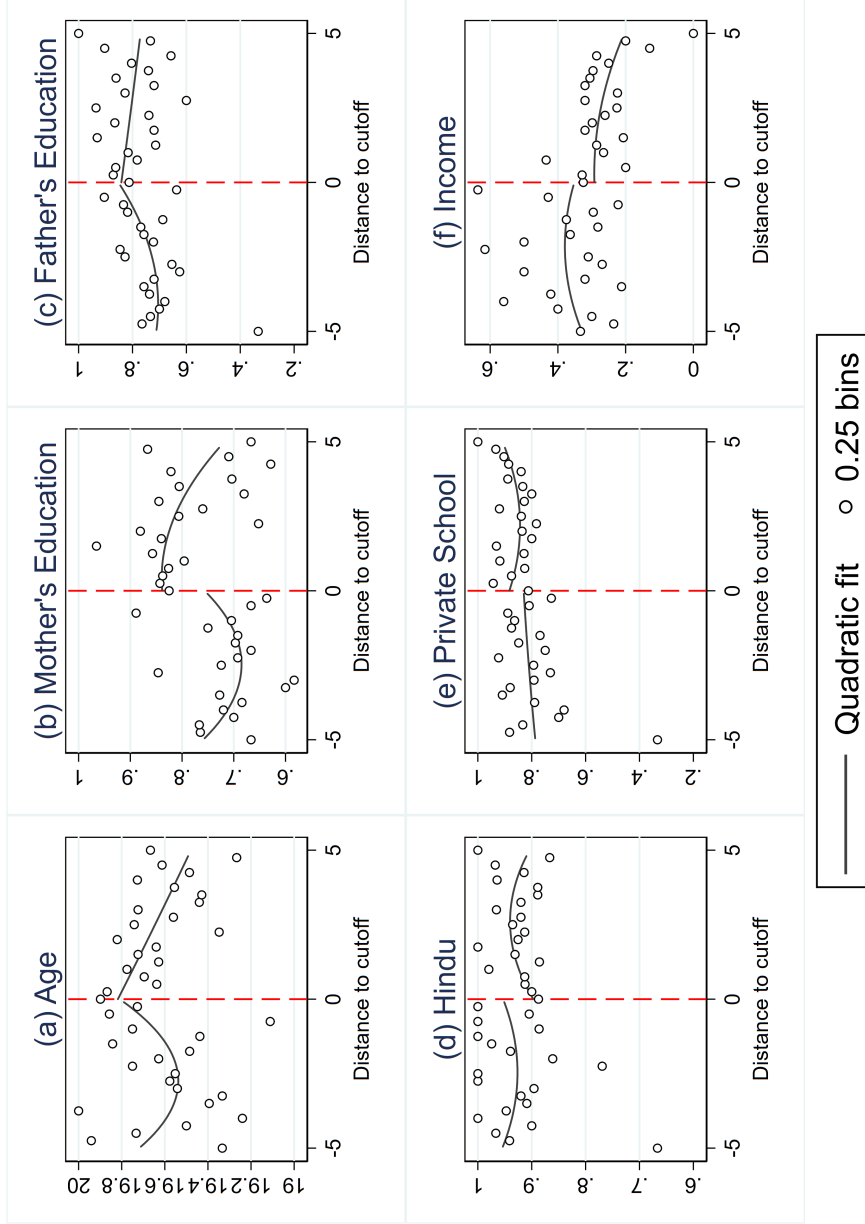 (a) Age
19 19.2 19.4 19.6 19.8 20
-5 0 5
Distance to cutoff
(b) Mother's Education
.6 .7 .8 .9 1
-5 0 5
Distance to cutoff
(c) Father's Education
.2 .4 .6 .8 1
-5 0 5
Distance to cutoff
(d) Hindu
.6 .7 .8 .9 1
-5 0 5
Distance to cutoff
(e) Private School
.2 .4 .6 .8 1
-5 0 5
Distance to cutoff
(f) Income
0 .2 .4 .6
-5 0 5
Distance to cutoff
Quadratic fit 0.25 bins